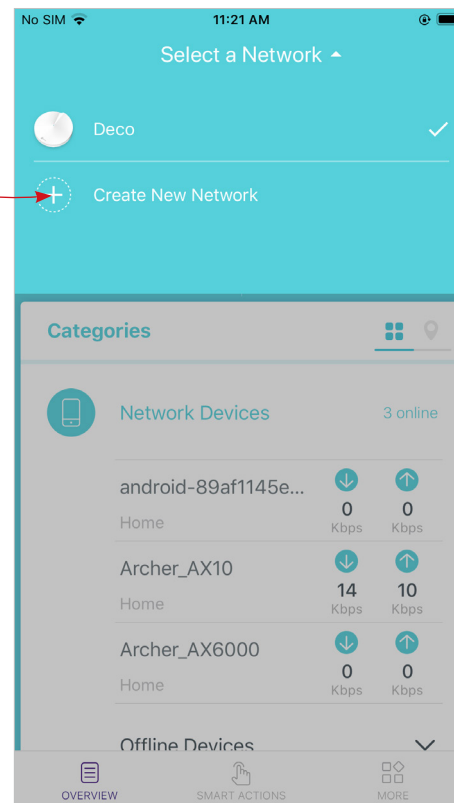 No SIM 11:21 AM
Select a Network
Deco
Create New Network
Categories
Network Devices 3 online
android-89af1145e...
0 0
Home Kbps Kbps
Archer_AX10
14 10
Home Kbps Kbps
Archer_AX6000
0 0
Home Kbps Kbps
Offline Devices
OVERVIEW SMART ACTIONS MORE